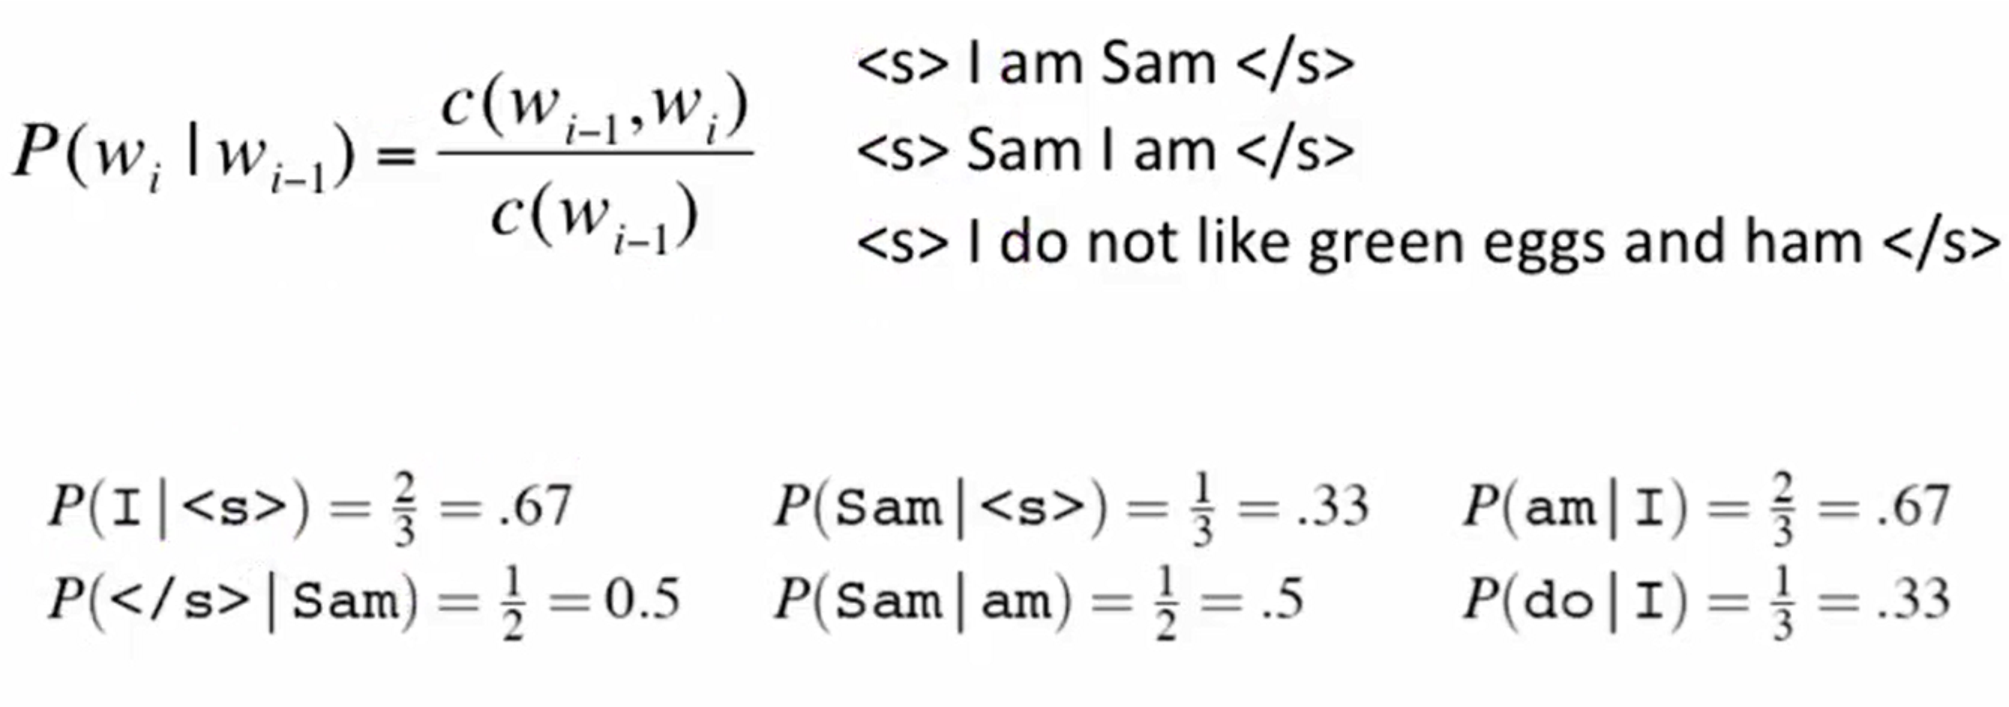 P(w_i | w_{i-1}) = c(w_{i-1}, w_i) / c(w_{i-1})
<s> I am Sam </s>
<s> Sam I am </s>
<s> I do not like green eggs and ham </s>
P(I|<s>) = 2/3 = .67 P(Sam|<s>) = 1/3 = .33 P(am|I) = 2/3 = .67
P(</s>|Sam) = 1/2 = 0.5 P(Sam|am) = 1/2 = .5 P(do|I) = 1/3 = .33